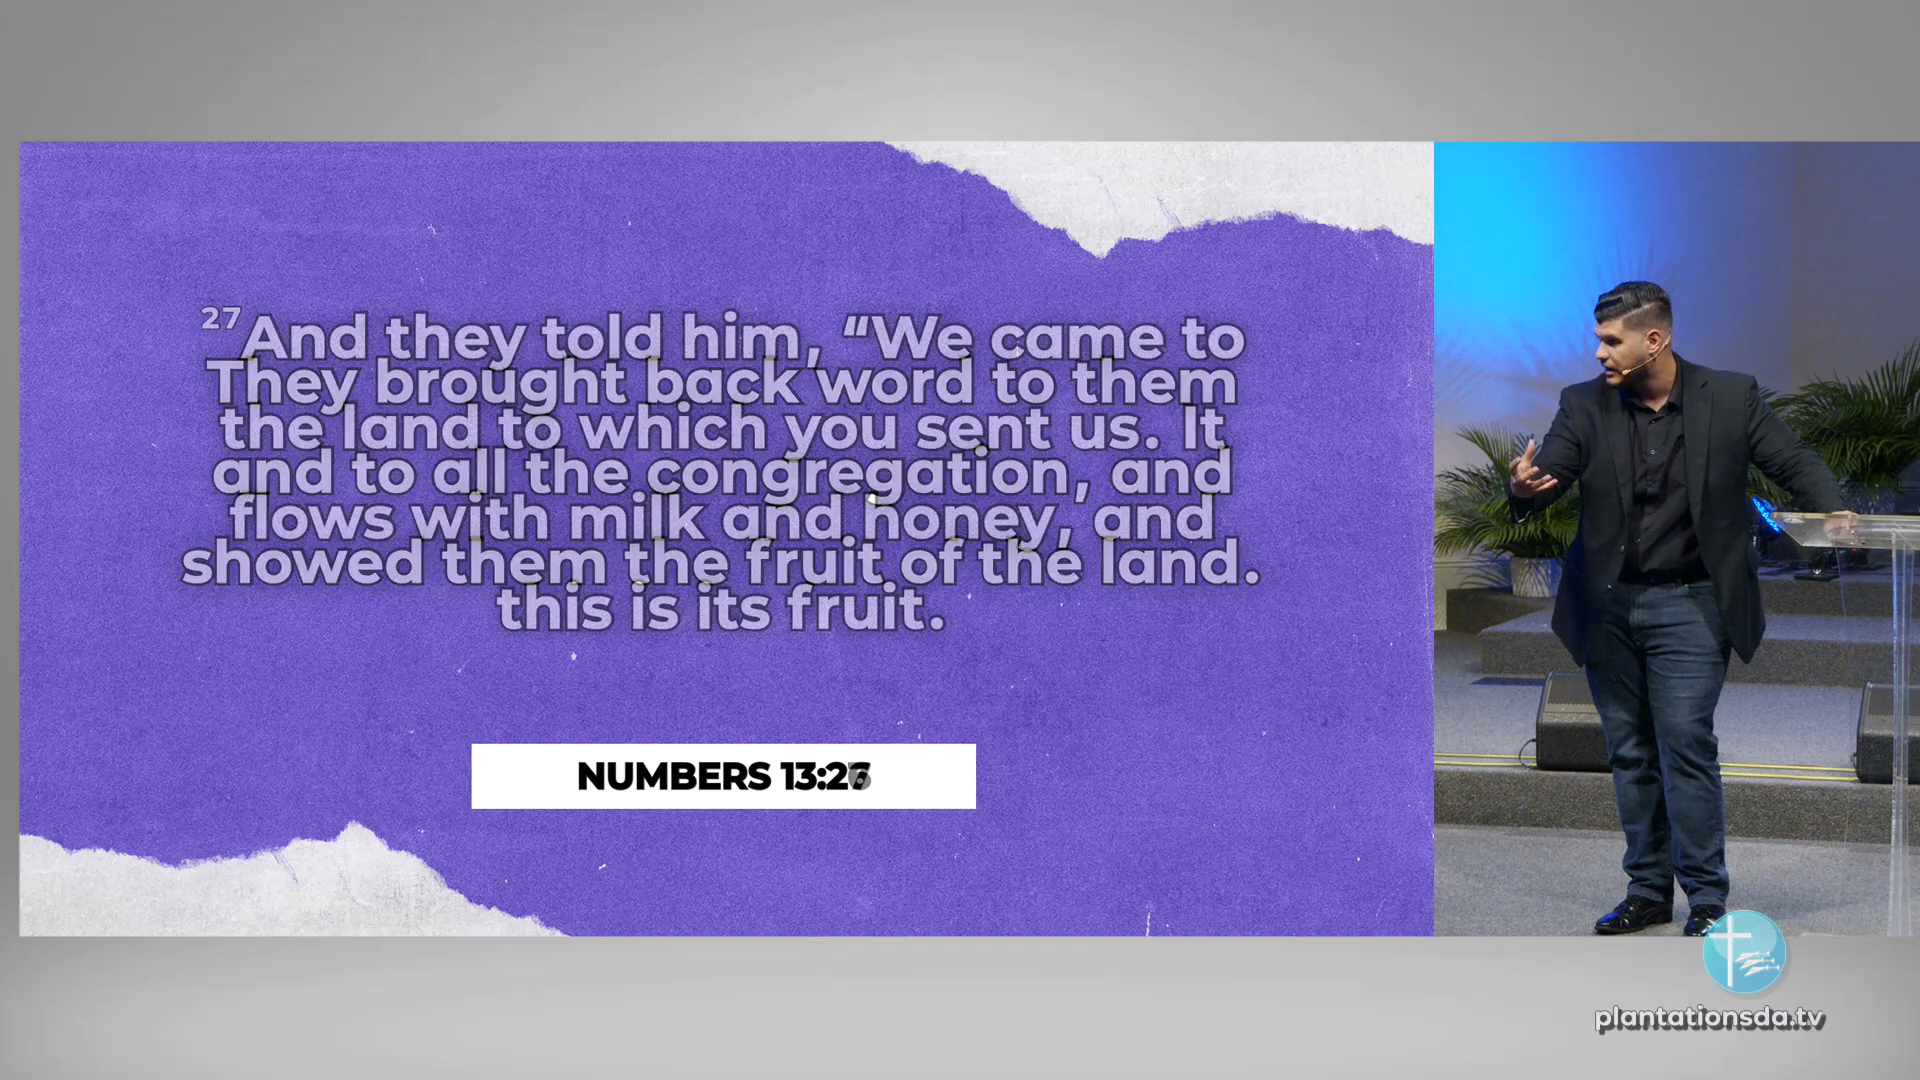 27And they told him, “We came to
They brought back word to them
the land to which you sent us. It
and to all the congregation, and
flows with milk and honey, and
showed them the fruit of the land.
this is its fruit.
NUMBERS 13:2
plantationsda.tv